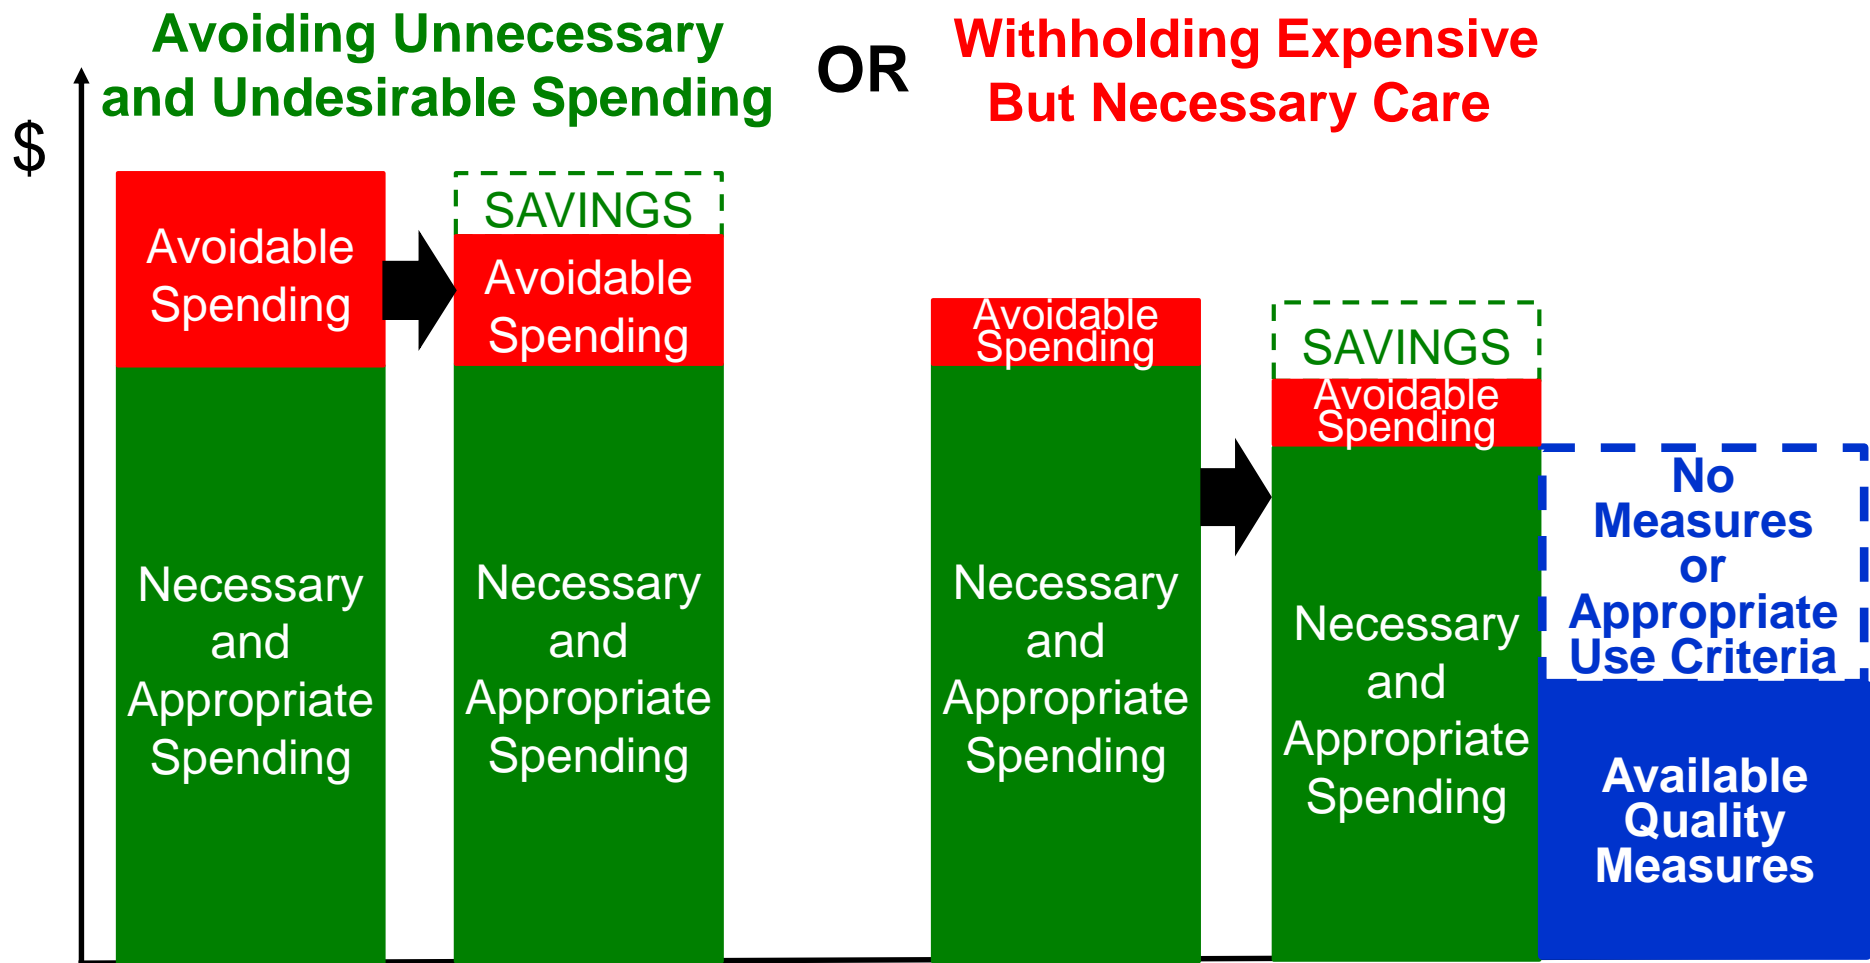 Avoiding Unnecessary
and Undesirable Spending
OR
Withholding Expensive
But Necessary Care
$
Avoidable
Spending
Necessary
and
Appropriate
Spending
SAVINGS
Avoidable
Spending
Necessary
and
Appropriate
Spending
Avoidable
Spending
Necessary
and
Appropriate
Spending
SAVINGS
Avoidable
Spending
Necessary
and
Appropriate
Spending
No
Measures
or
Appropriate
Use Criteria
Available
Quality
Measures